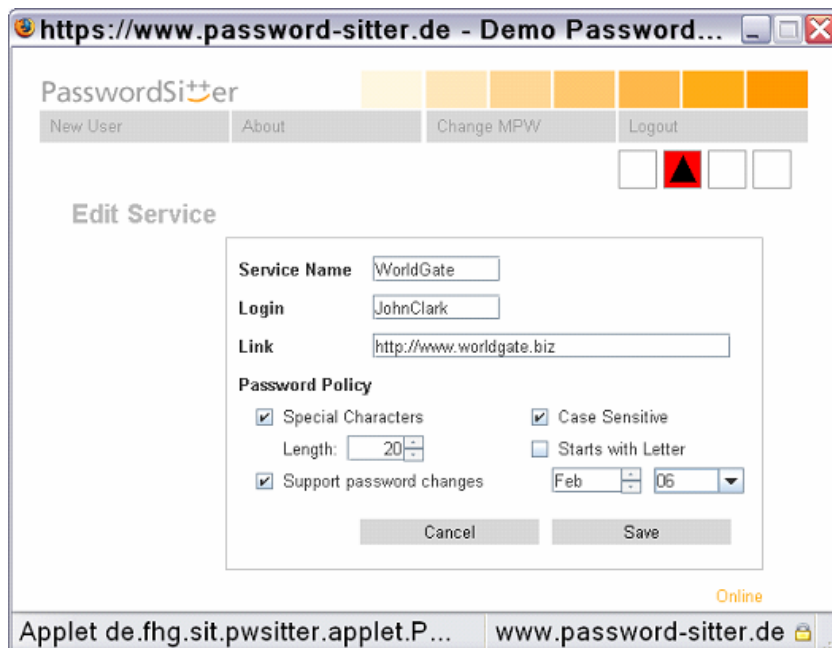 https://www.password-sitter.de - Demo Password...
PasswordSitter
New User About Change MPW Logout
Edit Service
Service Name WorldGate
Login JohnClark
Link http://www.worldgate.biz
Password Policy
Special Characters Case Sensitive
Length: 20 Starts with Letter
Support password changes Feb 06
Cancel Save
Online
Applet de.fhg.sit.pwsitter.applet.P... www.password-sitter.de